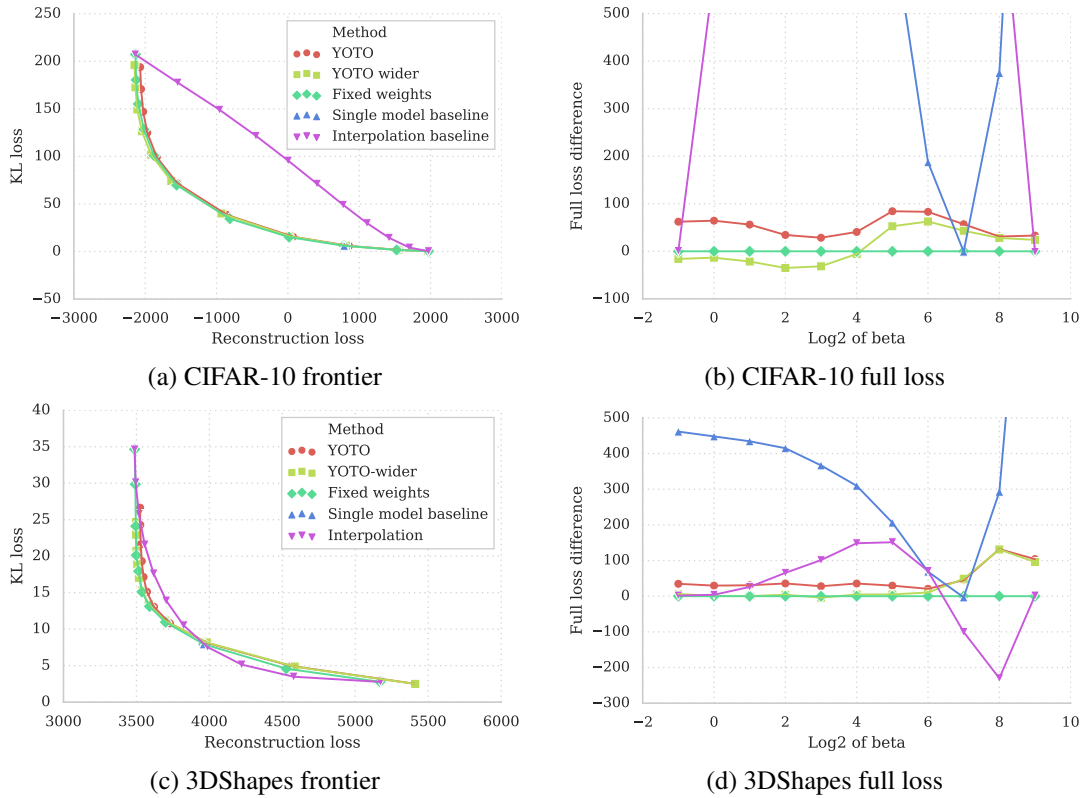 250
200
150
100
50
0
−50
KL loss
−3000 −2000 −1000 0 1000 2000 3000
Reconstruction loss
Method
YOTO
YOTO wider
Fixed weights
Single model baseline
Interpolation baseline
(a) CIFAR-10 frontier
500
400
300
200
100
0
−100
Full loss difference
−2 0 2 4 6 8 10
Log2 of beta
(b) CIFAR-10 full loss
40
35
30
25
20
15
10
5
0
KL loss
3000 3500 4000 4500 5000 5500 6000
Reconstruction loss
Method
YOTO
YOTO-wider
Fixed weights
Single model baseline
Interpolation
(c) 3DShapes frontier
500
400
300
200
100
0
−100
−200
−300
Full loss difference
−2 0 2 4 6 8 10
Log2 of beta
(d) 3DShapes full loss